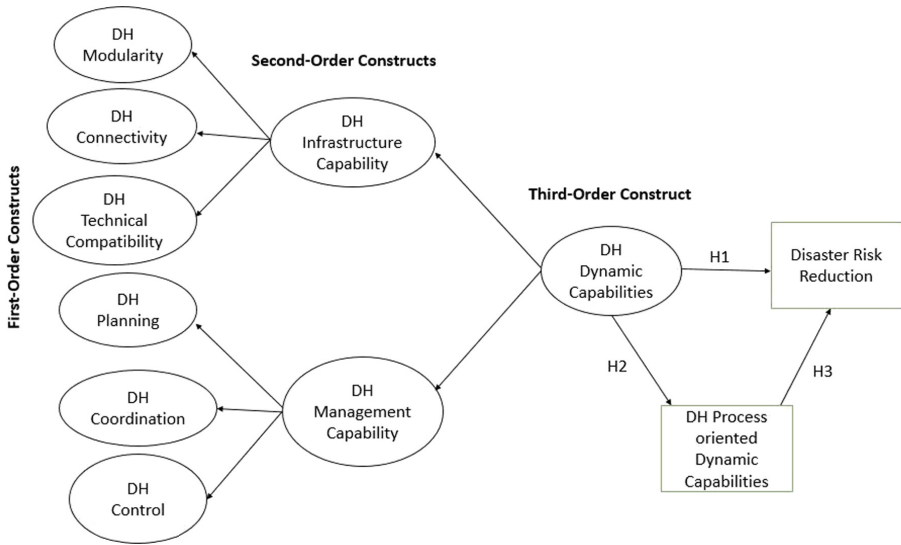 DH
Modularity
Second-Order Constructs
DH
Connectivity
DH
Infrastructure
Capability
DH
Technical
Compatibility
First-Order Constructs
Third-Order Construct
DH
Dynamic
Capabilities
H1
Disaster Risk
Reduction
DH
Planning
H2
H3
DH
Management
Capability
DH
Coordination
DH Process
oriented
Dynamic
Capabilities
DH
Control